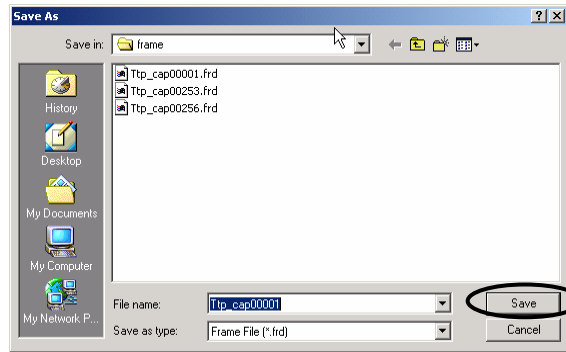 Save As
Save in: frame
Ttp_cap00001.frd
Ttp_cap00253.frd
Ttp_cap00256.frd
History
Desktop
My Documents
My Computer
My Network P...
File name: Ttp_cap00001 Save
Save as type: Frame File (*.frd) Cancel